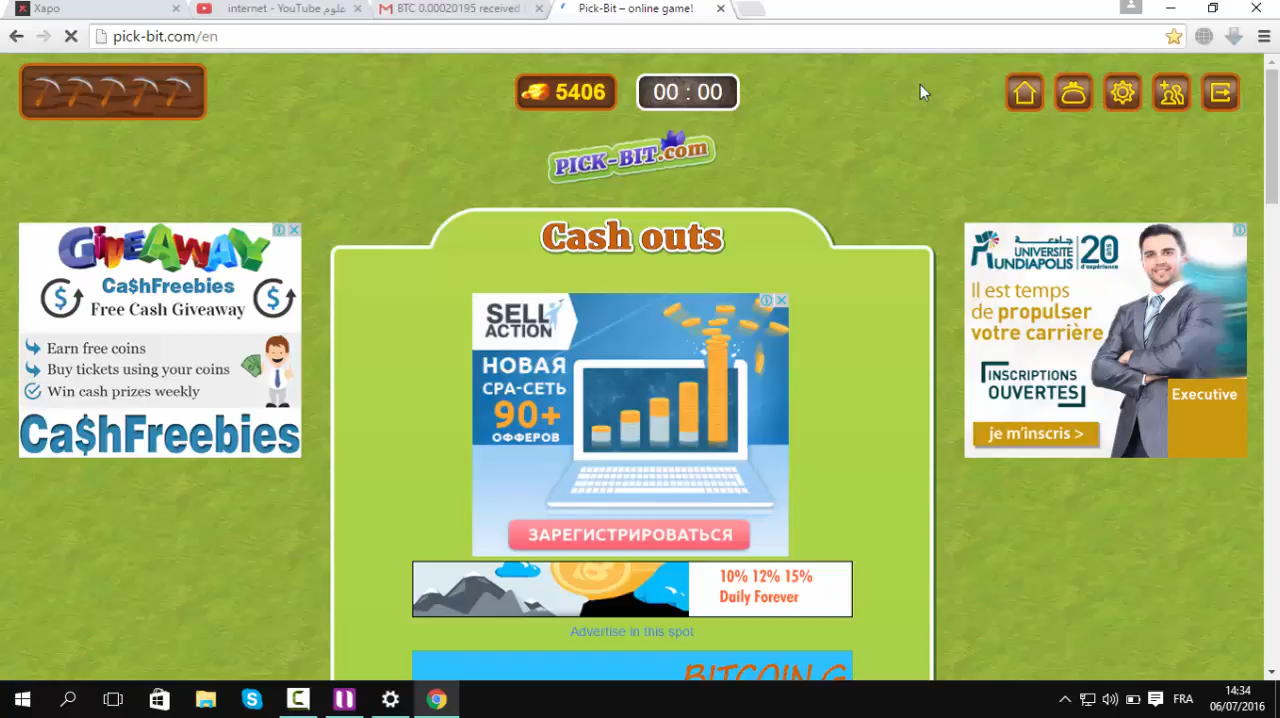 Xapo
internet - YouTube علوم
BTC 0.00020195 received
Pick-Bit – online game!
pick-bit.com/en
5406
00 : 00
PICK-BIT.com
Cash outs
GIVEAWAY
Ca$hFreebies
Free Cash Giveaway
Earn free coins
Buy tickets using your coins
Win cash prizes weekly
Ca$hFreebies
SELL
ACTION
НОВАЯ
CPA-СЕТЬ
90+
ОФФЕРОВ
ЗАРЕГИСТРИРОВАТЬСЯ
10% 12% 15%
Daily Forever
Advertise in this spot
BITCOIN G
جامعة
UNIVERSITE
MUNDIAPOLIS
20
ans
d'expérience
Il est temps
de propulser
votre carrière
INSCRIPTIONS
OUVERTES
Executive
je m'inscris >
FRA
14:34
06/07/2016